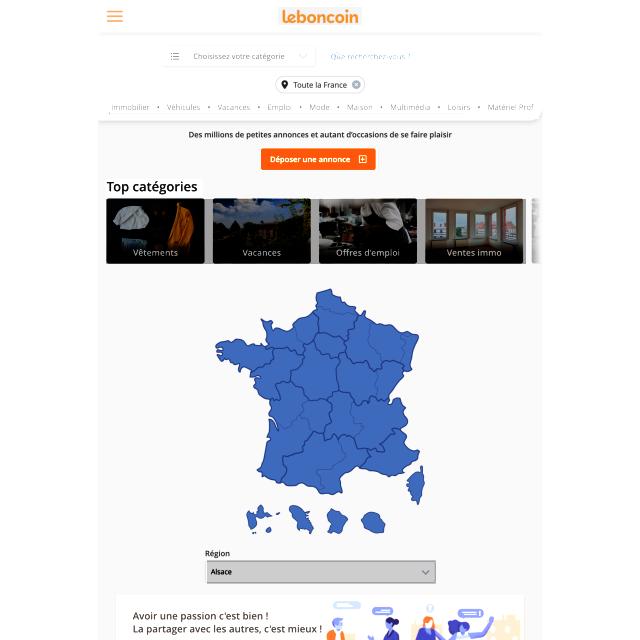 leboncoin
Choisissez votre catégorie
Que recherchez-vous ?
Toute la France
Immobilier • Véhicules • Vacances • Emploi • Mode • Maison • Multimédia • Loisirs • Matériel Prof
Des millions de petites annonces et autant d'occasions de se faire plaisir
Déposer une annonce
Top catégories
Vêtements
Vacances
Offres d'emploi
Ventes immo
Région
Alsace
Avoir une passion c'est bien !
La partager avec les autres, c'est mieux !